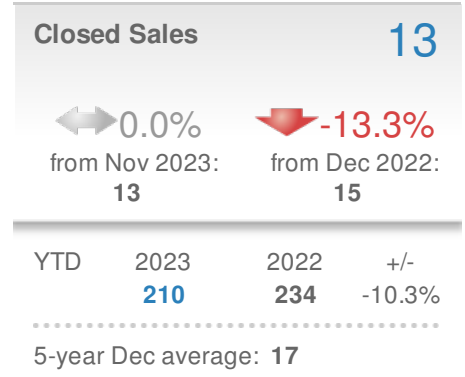 Closed Sales 13
0.0% -13.3%
from Nov 2023: from Dec 2022:
13 15
YTD 2023 2022 +/-
210 234 -10.3%
5-year Dec average: 17